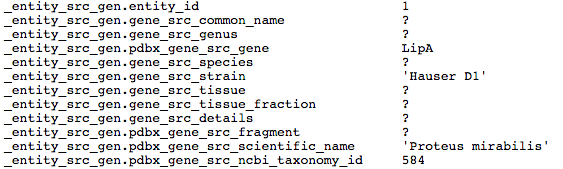 _entity_src_gen.entity_id 1
_entity_src_gen.gene_src_common_name ?
_entity_src_gen.gene_src_genus ?
_entity_src_gen.pdbx_gene_src_gene LipA
_entity_src_gen.gene_src_species ?
_entity_src_gen.gene_src_strain 'Hauser D1'
_entity_src_gen.gene_src_tissue ?
_entity_src_gen.gene_src_tissue_fraction ?
_entity_src_gen.gene_src_details ?
_entity_src_gen.pdbx_gene_src_fragment ?
_entity_src_gen.pdbx_gene_src_scientific_name 'Proteus mirabilis'
_entity_src_gen.pdbx_gene_src_ncbi_taxonomy_id 584